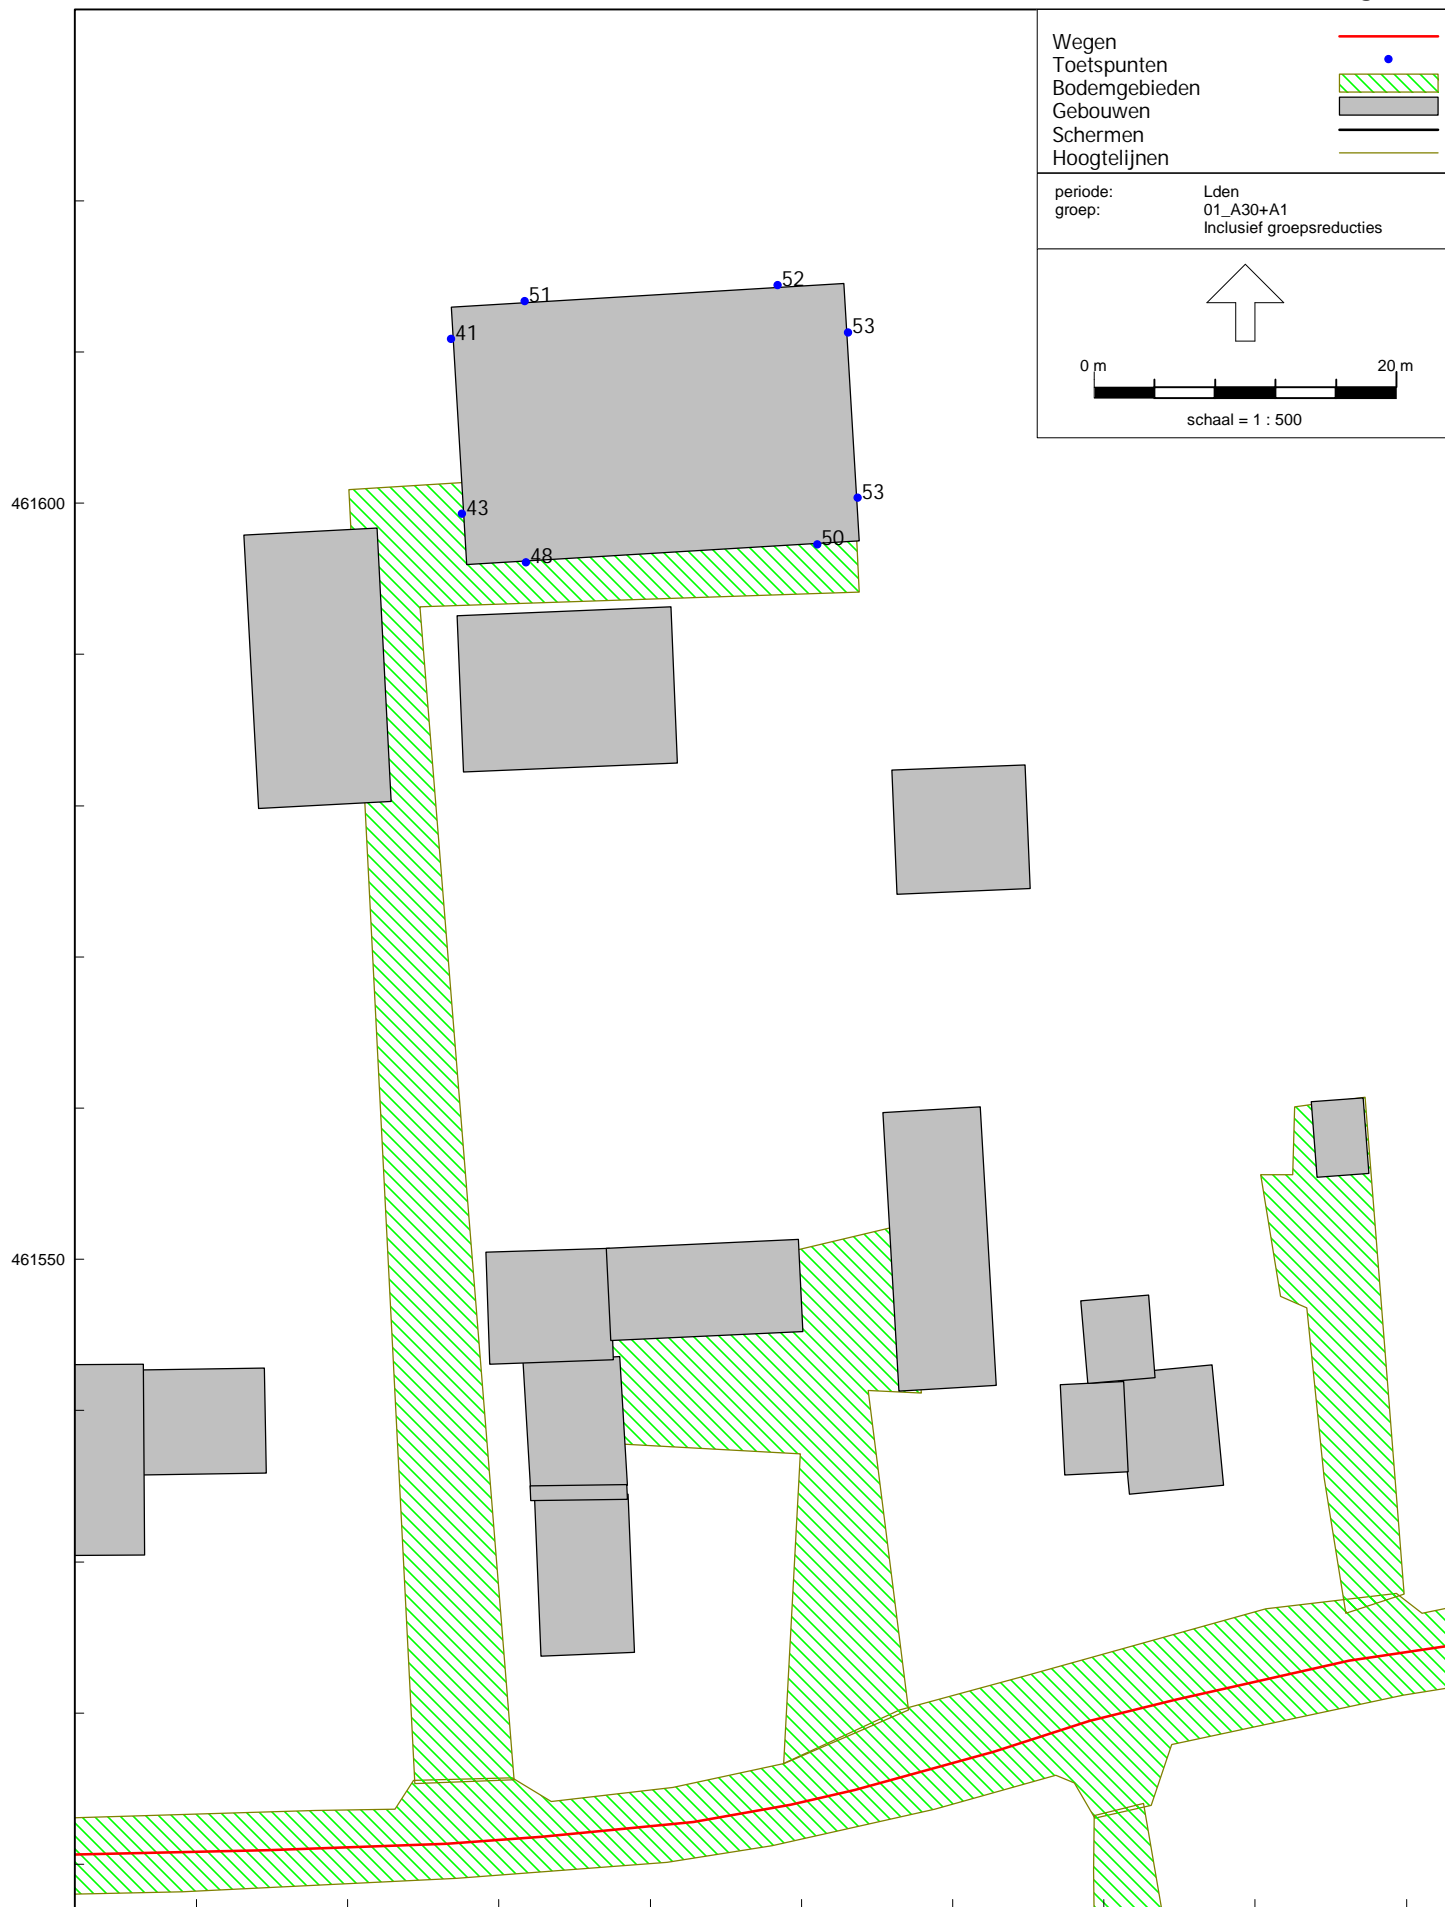 Wegen
Toetspunten
Bodemgebieden
Gebouwen
Schermen
Hoogtelijnen
periode: Lden
groep: 01_A30+A1
Inclusief groepsreducties
0 m 20 m
schaal = 1 : 500
52
51
53
41
53
461600
43
50
48
461550